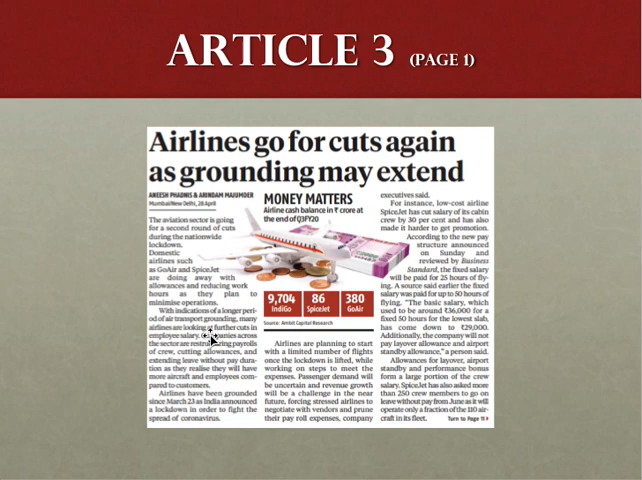 ARTICLE 3 (PAGE 1)
Airlines go for cuts again
as grounding may extend
ANEESH PHADNIS & ARINDAM MAJUMDER
Mumbai/New Delhi, 28 April
The aviation sector is going
for a second round of cuts
during the nationwide
lockdown.
Domestic
airlines such
as GoAir and SpiceJet
are doing away with
allowances and reducing work
hours as they plan to
minimise operations.
With indications of a longer peri-
od of air transport grounding, many
airlines are looking at further cuts in
employee salary. Companies across
the sector are restructuring payrolls
of crew, cutting allowances, and
extending leave without pay dura-
tion as they realise they will have
more aircraft and employees com-
pared to customers.
Airlines have been grounded
since March 23 as India announced
a lockdown in order to fight the
spread of coronavirus.
MONEY MATTERS
Airline cash balance in ₹ crore at
the end of Q3FY20
9,704 86 380
IndiGo SpiceJet GoAir
Source: Ambit Capital Research
Airlines are planning to start
with a limited number of flights
once the lockdown is lifted, while
working on steps to meet the
expenses. Passenger demand will
be uncertain and revenue growth
will be a challenge in the near
future, forcing stressed airlines to
negotiate with vendors and prune
their pay roll expenses, company
executives said.
For instance, low-cost airline
SpiceJet has cut salary of its cabin
crew by 30 per cent and has also
made it harder to get promotion.
According to the new pay
structure announced
on Sunday and
reviewed by Business
Standard, the fixed salary
will be paid for 25 hours of fly-
ing. A source said earlier the fixed
salary was paid for up to 50 hours of
flying. "The basic salary, which
used to be around ₹36,000 for a
fixed 50 hours for the lowest slab,
has come down to ₹29,000.
Additionally, the company will not
pay layover allowance and airport
standby allowance," a person said.
Allowances for layover, airport
standby and performance bonus
form a large portion of the crew
salary. SpiceJet has also asked more
than 250 crew members to go on
leave without pay from June as it will
operate only a fraction of the 110 air-
craft in its fleet. Turn to Page 11